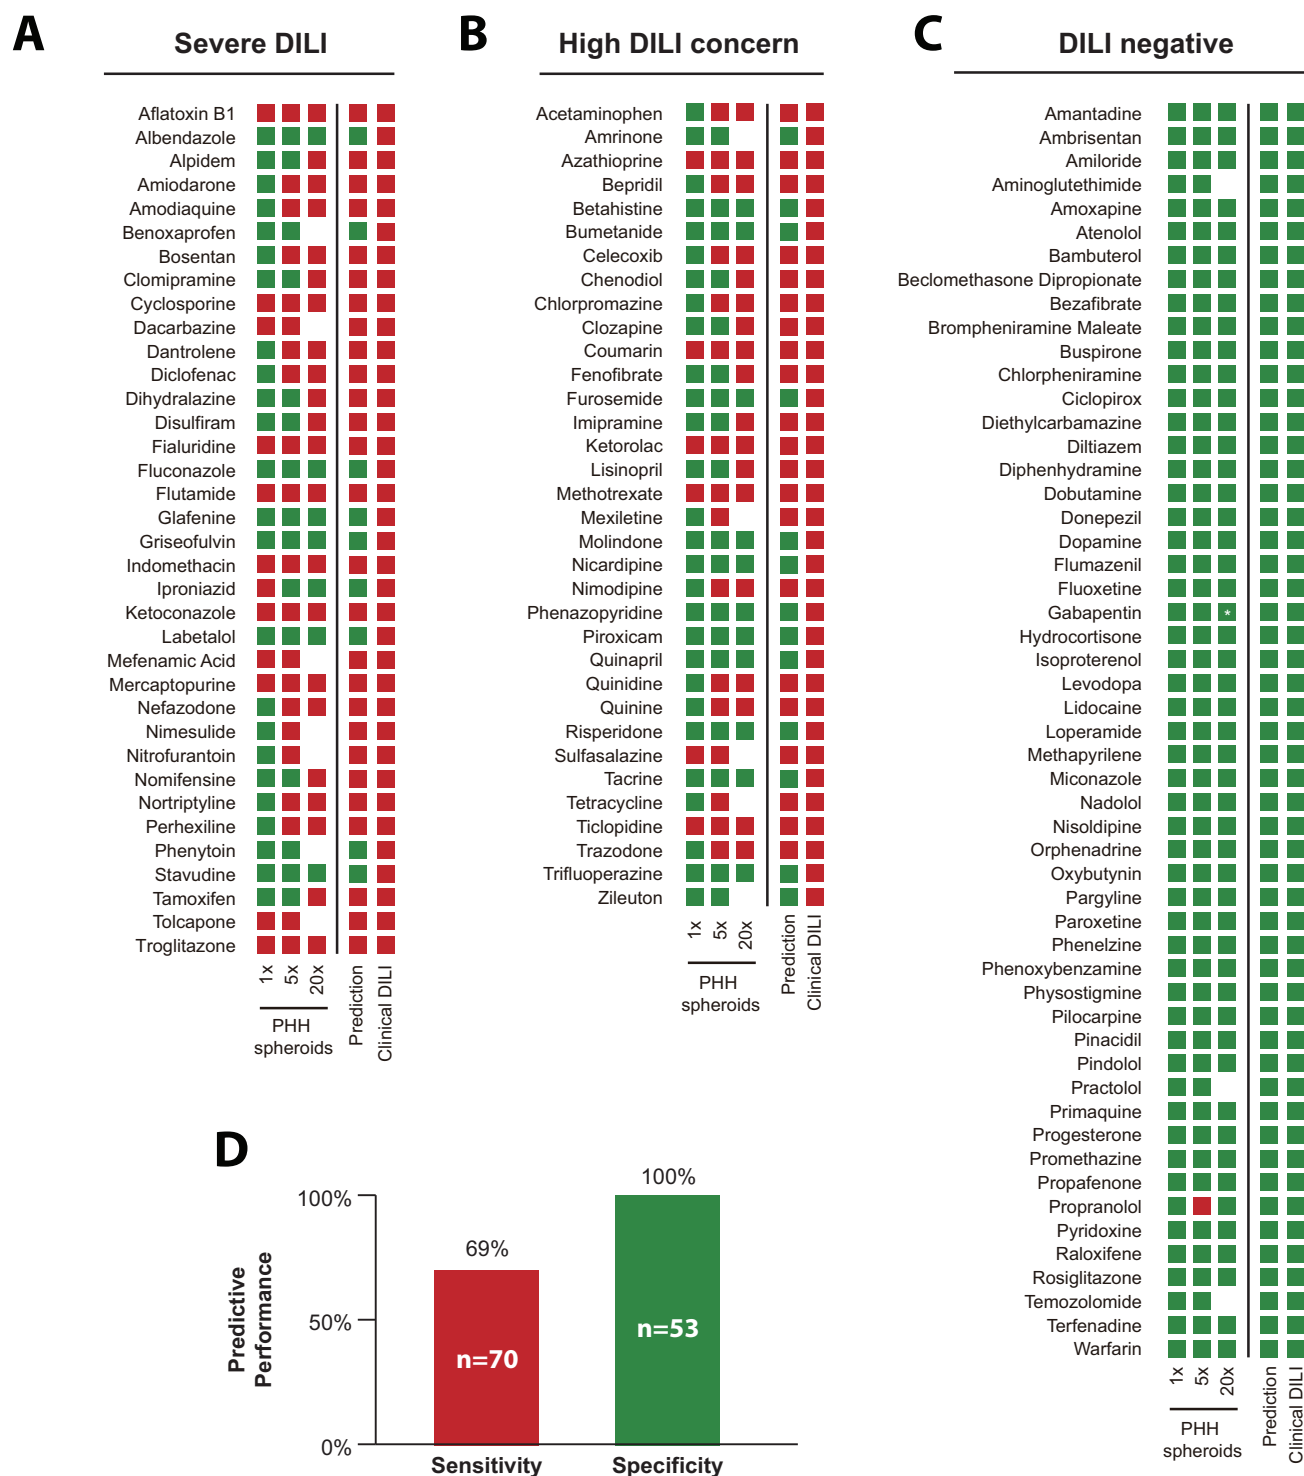 A
Severe DILI
Aflatoxin B1
Albendazole
Alpidem
Amiodarone
Amodiaquine
Benoxaprofen
Bosentan
Clomipramine
Cyclosporine
Dacarbazine
Dantrolene
Diclofenac
Dihydralazine
Disulfiram
Fialuridine
Fluconazole
Flutamide
Glafenine
Griseofulvin
Indomethacin
Iproniazid
Ketoconazole
Labetalol
Mefenamic Acid
Mercaptopurine
Nefazodone
Nimesulide
Nitrofurantoin
Nomifensine
Nortriptyline
Perhexiline
Phenytoin
Stavudine
Tamoxifen
Tolcapone
Troglitazone
1x
5x
20x
Prediction
Clinical DILI
PHH
spheroids
B
High DILI concern
Acetaminophen
Amrinone
Azathioprine
Bepridil
Betahistine
Bumetanide
Celecoxib
Chenodiol
Chlorpromazine
Clozapine
Coumarin
Fenofibrate
Furosemide
Imipramine
Ketorolac
Lisinopril
Methotrexate
Mexiletine
Molindone
Nicardipine
Nimodipine
Phenazopyridine
Piroxicam
Quinapril
Quinidine
Quinine
Risperidone
Sulfasalazine
Tacrine
Tetracycline
Ticlopidine
Trazodone
Trifluoperazine
Zileuton
1x
5x
20x
Prediction
Clinical DILI
PHH
spheroids
C
DILI negative
Amantadine
Ambrisentan
Amiloride
Aminoglutethimide
Amoxapine
Atenolol
Bambuterol
Beclomethasone Dipropionate
Bezafibrate
Brompheniramine Maleate
Buspirone
Chlorpheniramine
Ciclopirox
Diethylcarbamazine
Diltiazem
Diphenhydramine
Dobutamine
Donepezil
Dopamine
Flumazenil
Fluoxetine
Gabapentin *
Hydrocortisone
Isoproterenol
Levodopa
Lidocaine
Loperamide
Methapyrilene
Miconazole
Nadolol
Nisoldipine
Orphenadrine
Oxybutynin
Pargyline
Paroxetine
Phenelzine
Phenoxybenzamine
Physostigmine
Pilocarpine
Pinacidil
Pindolol
Practolol
Primaquine
Progesterone
Promethazine
Propafenone
Propranolol
Pyridoxine
Raloxifene
Rosiglitazone
Temozolomide
Terfenadine
Warfarin
1x
5x
20x
Prediction
Clinical DILI
PHH
spheroids
D
Predictive
Performance
100%
50%
0%
69%
100%
n=70
n=53
Sensitivity
Specificity